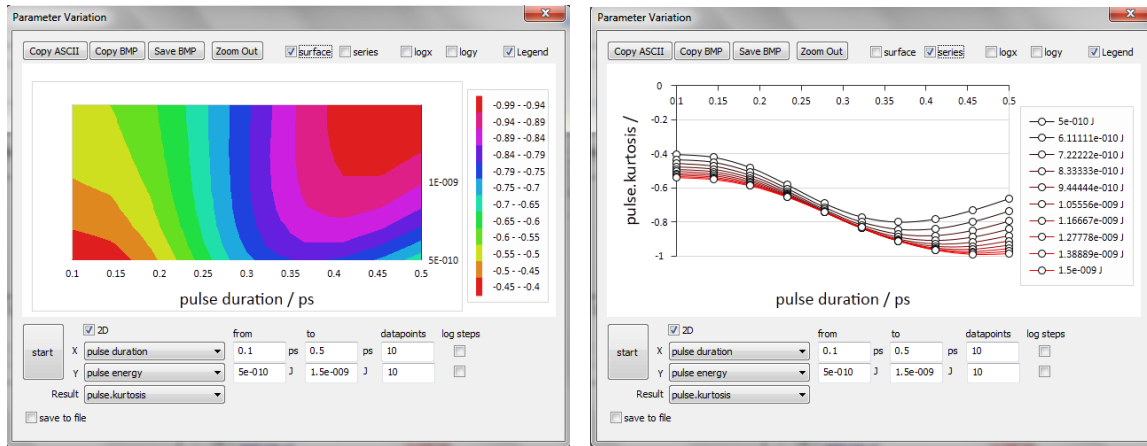 Parameter Variation
Copy ASCII Copy BMP Save BMP Zoom Out surface series logx logy Legend
-0.99 - -0.94
-0.94 - -0.89
-0.89 - -0.84
-0.84 - -0.79
-0.79 - -0.75
-0.75 - -0.7
-0.7 - -0.65
-0.65 - -0.6
-0.6 - -0.55
-0.55 - -0.5
-0.5 - -0.45
-0.45 - -0.4
1E-009
5E-010
0.1 0.15 0.2 0.25 0.3 0.35 0.4 0.45 0.5
pulse duration / ps
2D from to datapoints log steps
start X pulse duration 0.1 ps 0.5 ps 10
Y pulse energy 5e-010 J 1.5e-009 J 10
Result pulse.kurtosis
save to file
Parameter Variation
Copy ASCII Copy BMP Save BMP Zoom Out surface series logx logy Legend
0
0.1 0.15 0.2 0.25 0.3 0.35 0.4 0.45 0.5
-0.2
-0.4
-0.6
-0.8
-1
pulse.kurtosis /
pulse duration / ps
5e-010 J
6.11111e-010 J
7.22222e-010 J
8.33333e-010 J
9.44444e-010 J
1.05556e-009 J
1.16667e-009 J
1.27778e-009 J
1.38889e-009 J
1.5e-009 J
2D from to datapoints log steps
start X pulse duration 0.1 ps 0.5 ps 10
Y pulse energy 5e-010 J 1.5e-009 J 10
Result pulse.kurtosis
save to file